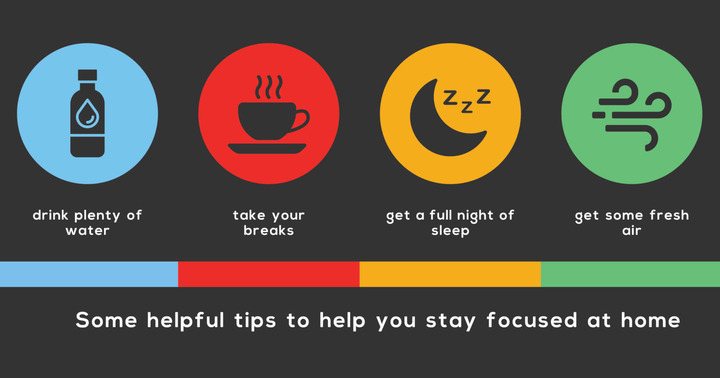 z z z
drink plenty of
water
take your
breaks
get a full night of
sleep
get some fresh
air
Some helpful tips to help you stay focused at home